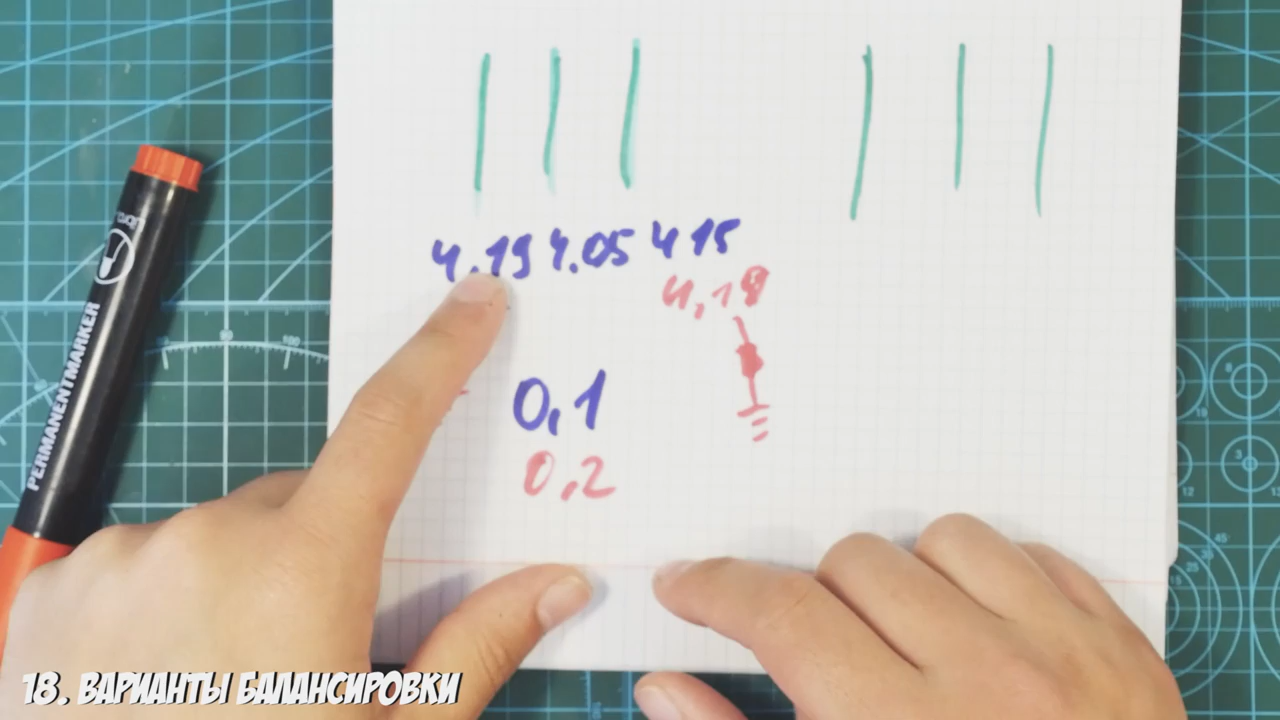 4.19 4.05 4 15
4,18
0,1
0,2
PERMANENTMARKER
18. ВАРИАНТЫ БАЛАНСИРОВКИ